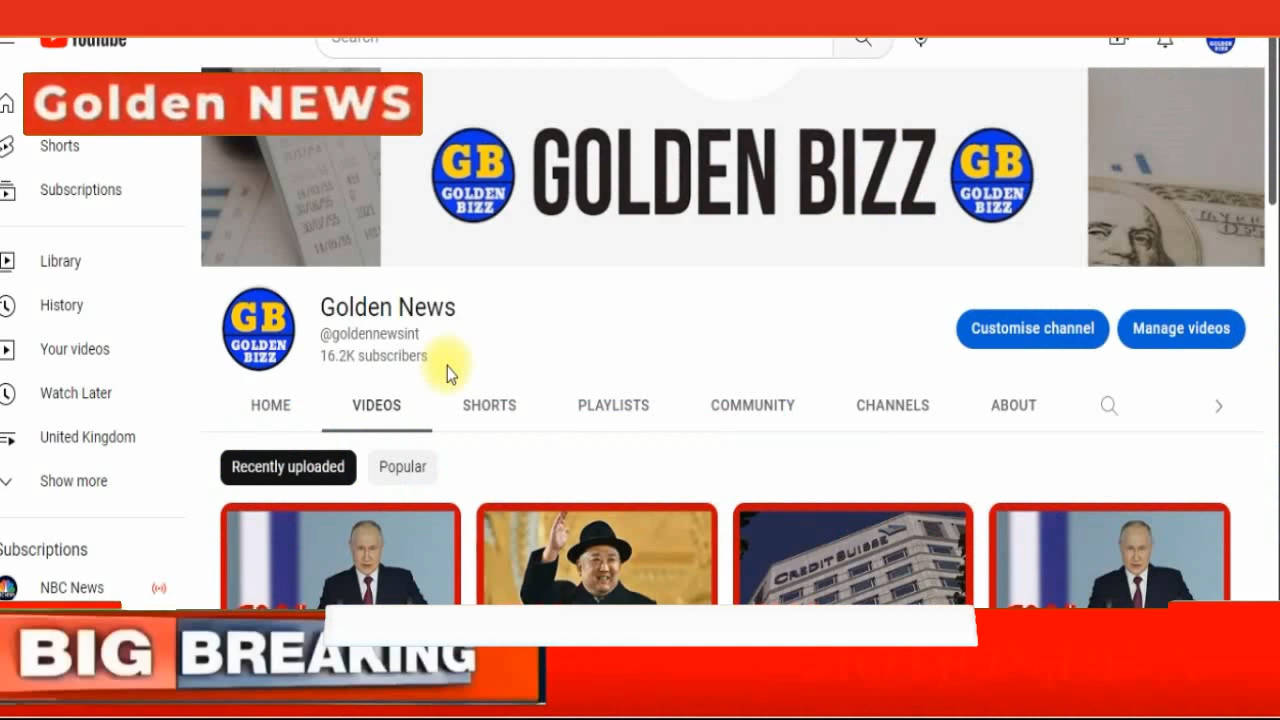 YouTube
Search
Golden NEWS
Shorts
Subscriptions
Library
History
Your videos
Watch Later
United Kingdom
Show more
Subscriptions
NBC News
GB GOLDEN BIZZ
GOLDEN BIZZ
GB GOLDEN BIZZ
GB GOLDEN BIZZ
Golden News
@goldennewsint
16.2K subscribers
Customise channel
Manage videos
HOME VIDEOS SHORTS PLAYLISTS COMMUNITY CHANNELS ABOUT
Recently uploaded Popular
CREDIT SUISSE
BIG BREAKING